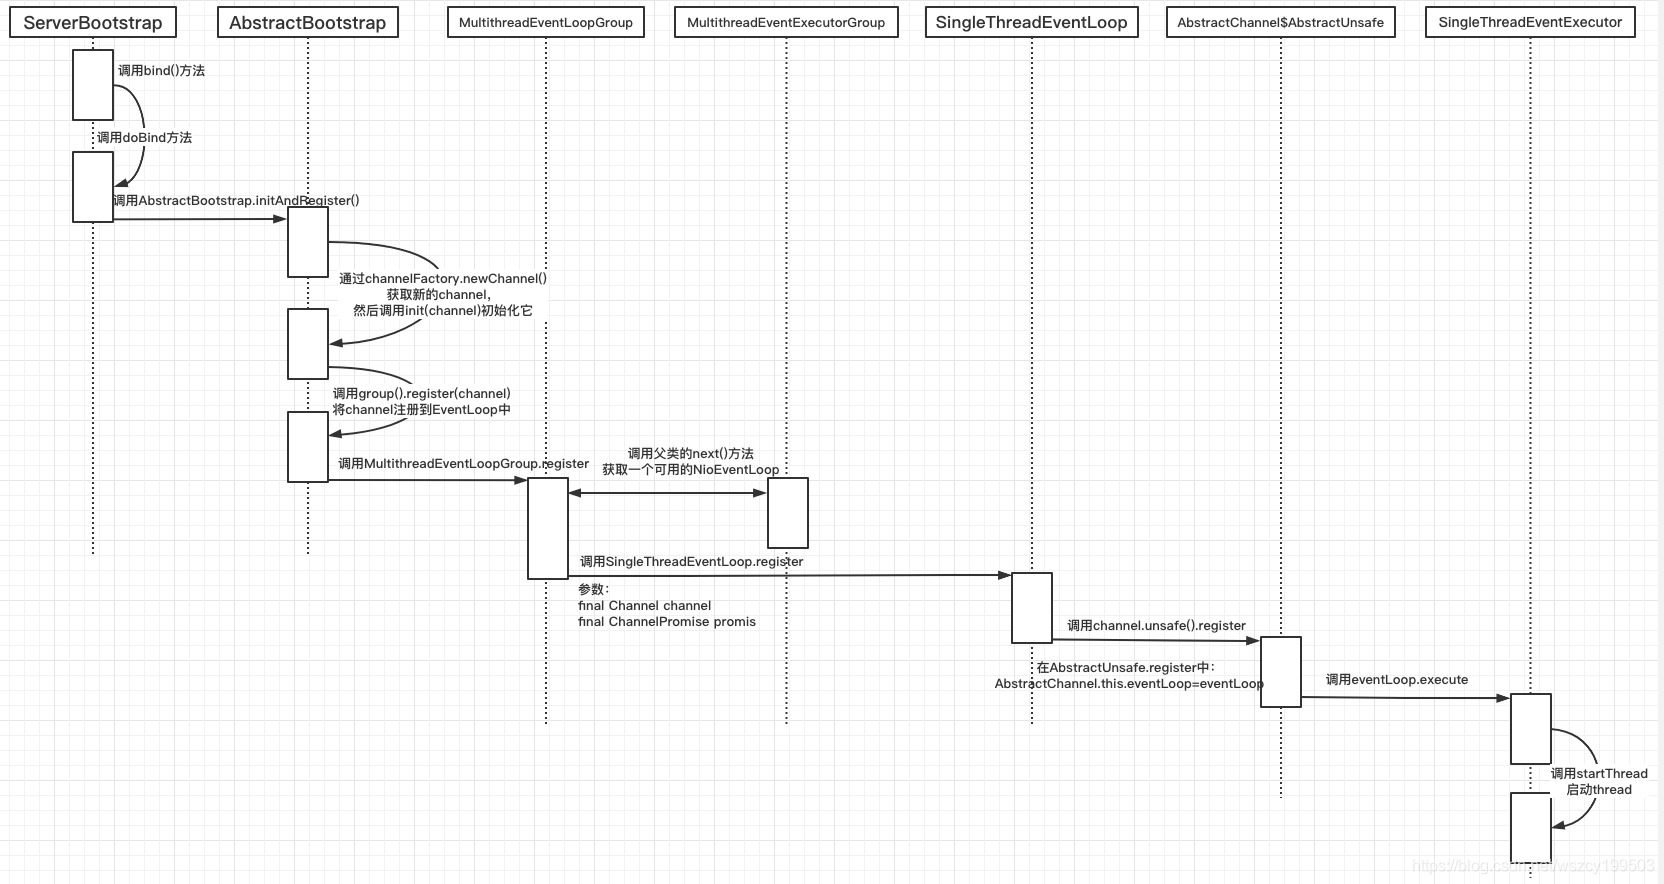 ServerBootstrap
AbstractBootstrap
MultithreadEventLoopGroup
MultithreadEventExecutorGroup
SingleThreadEventLoop
AbstractChannel$AbstractUnsafe
SingleThreadEventExecutor
调用bind()方法
调用doBind方法
调用AbstractBootstrap.initAndRegister()
通过channelFactory.newChannel()
获取新的channel，
然后调用init(channel)初始化它
调用group().register(channel)
将channel注册到EventLoop中
调用MultithreadEventLoopGroup.register
调用父类的next()方法
获取一个可用的NioEventLoop
调用SingleThreadEventLoop.register
参数：
final Channel channel
final ChannelPromise promis
调用channel.unsafe().register
在AbstractUnsafe.register中：
AbstractChannel.this.eventLoop=eventLoop
调用eventLoop.execute
调用startThread
启动thread
https://blog.csdn.net/wszcy199503